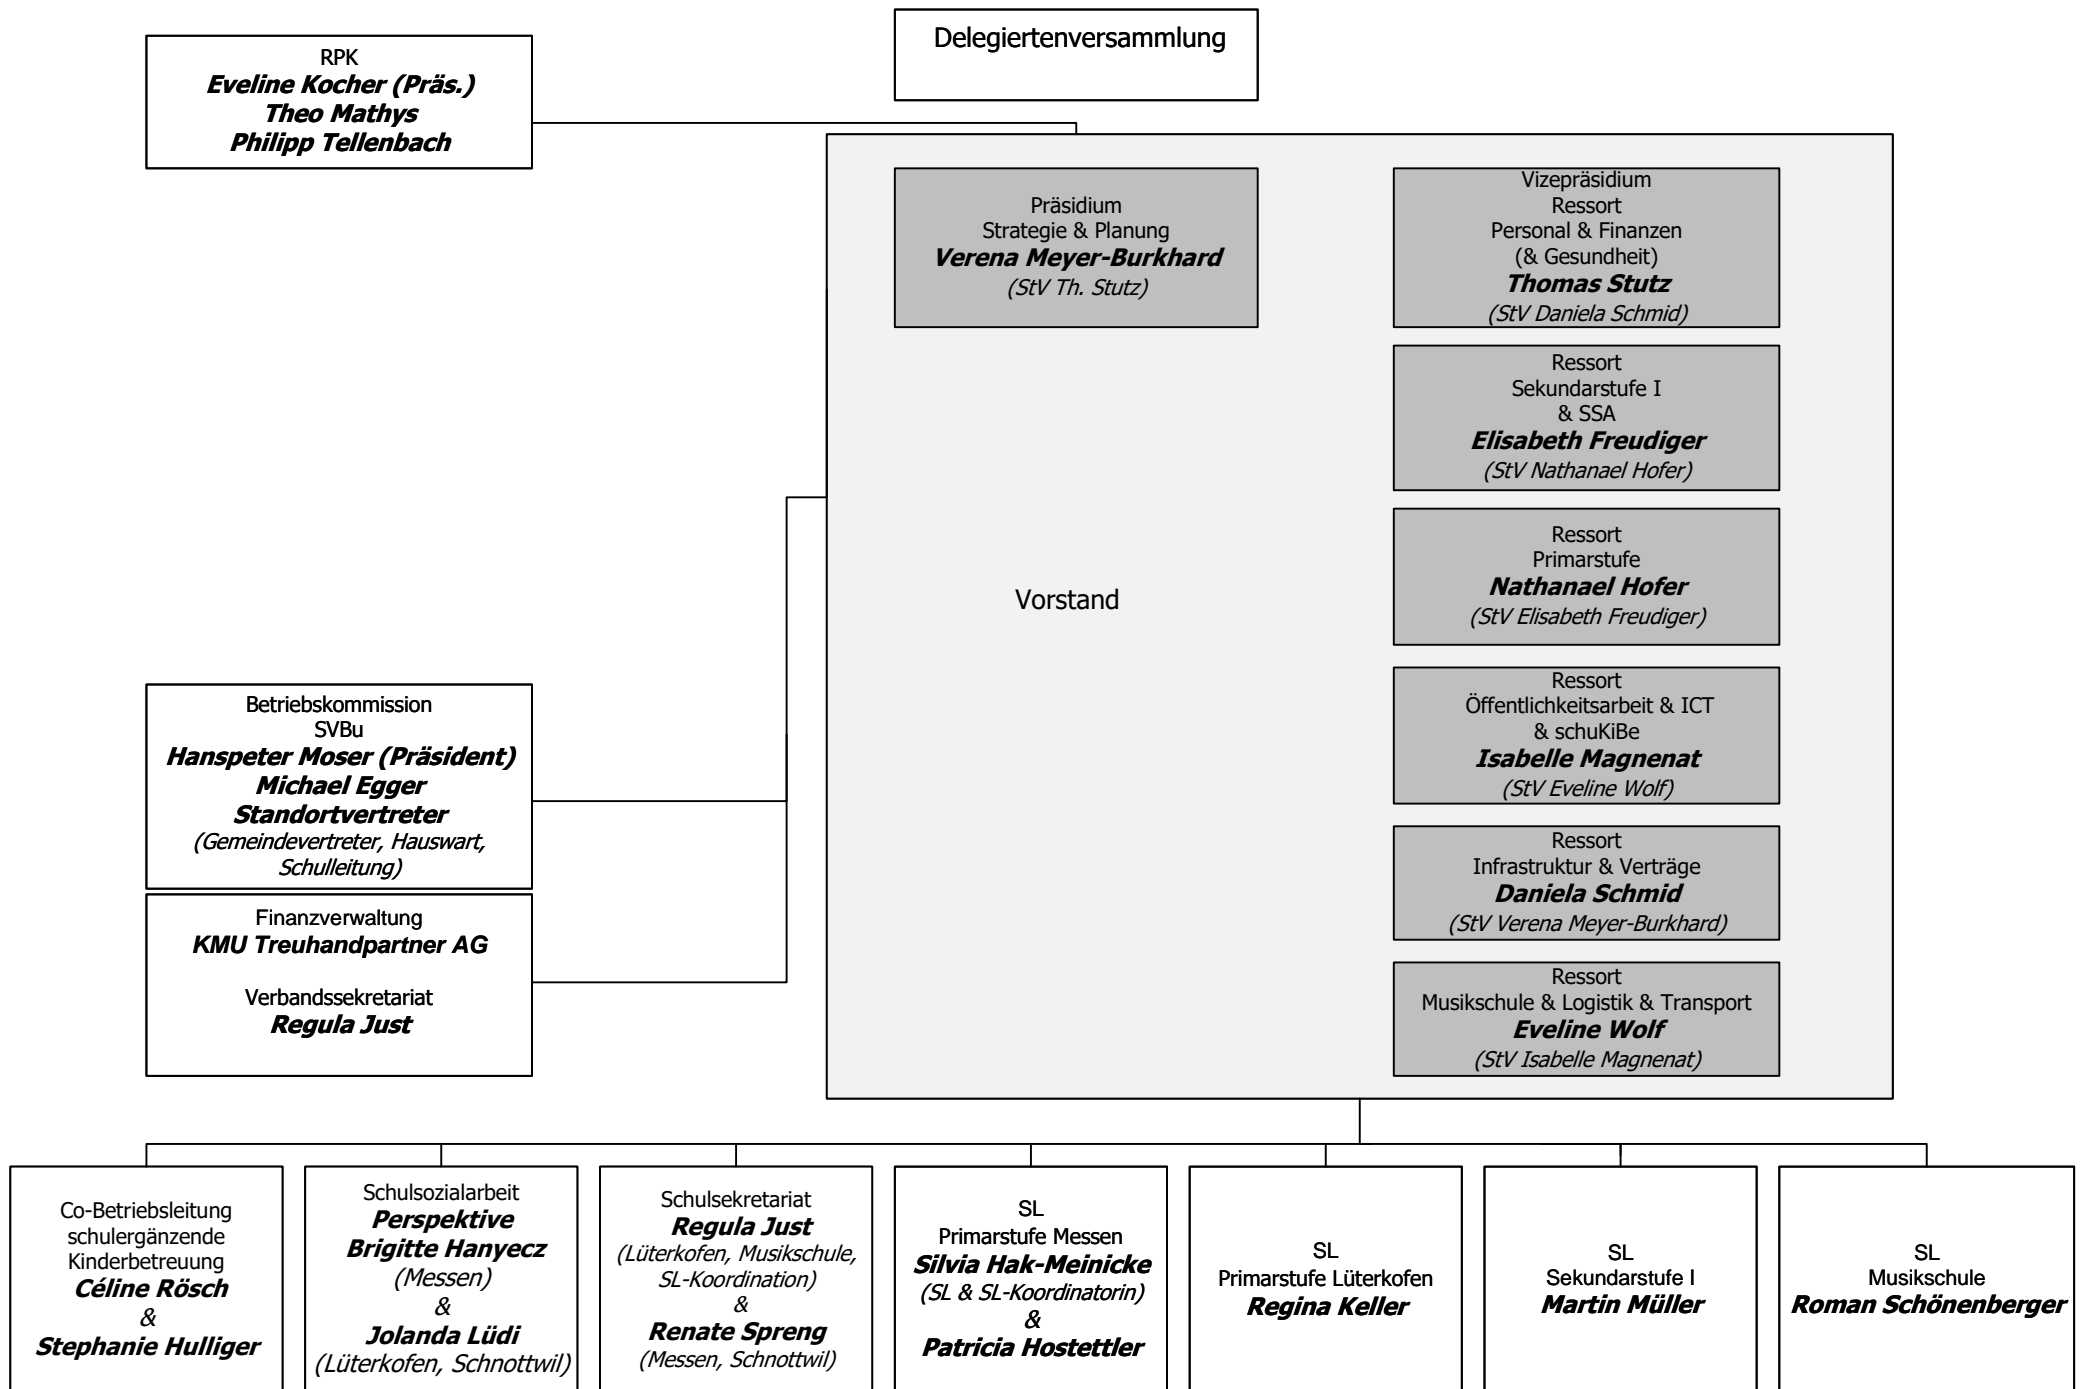 Delegiertenversammlung
RPK
Eveline Kocher (Präs.)
Theo Mathys
Philipp Tellenbach
Präsidium
Strategie & Planung
Verena Meyer-Burkhard
(StV Th. Stutz)
Vizepräsidium
Ressort
Personal & Finanzen
(& Gesundheit)
Thomas Stutz
(StV Daniela Schmid)
Ressort
Sekundarstufe I
& SSA
Elisabeth Freudiger
(StV Nathanael Hofer)
Ressort
Primarstufe
Nathanael Hofer
(StV Elisabeth Freudiger)
Vorstand
Ressort
Öffentlichkeitsarbeit & ICT
& schuKiBe
Isabelle Magnenat
(StV Eveline Wolf)
Ressort
Infrastruktur & Verträge
Daniela Schmid
(StV Verena Meyer-Burkhard)
Ressort
Musikschule & Logistik & Transport
Eveline Wolf
(StV Isabelle Magnenat)
Betriebskommission
SVBu
Hanspeter Moser (Präsident)
Michael Egger
Standortvertreter
(Gemeindevertreter, Hauswart,
Schulleitung)
Finanzverwaltung
KMU Treuhandpartner AG
Verbandssekretariat
Regula Just
Co-Betriebsleitung
schulergänzende
Kinderbetreuung
Céline Rösch
&
Stephanie Hulliger
Schulsozialarbeit
Perspektive
Brigitte Hanyecz
(Messen)
&
Jolanda Lüdi
(Lüterkofen, Schnottwil)
Schulsekretariat
Regula Just
(Lüterkofen, Musikschule,
SL-Koordination)
&
Renate Spreng
(Messen, Schnottwil)
SL
Primarstufe Messen
Silvia Hak-Meinicke
(SL & SL-Koordinatorin)
&
Patricia Hostettler
SL
Primarstufe Lüterkofen
Regina Keller
SL
Sekundarstufe I
Martin Müller
SL
Musikschule
Roman Schönenberger